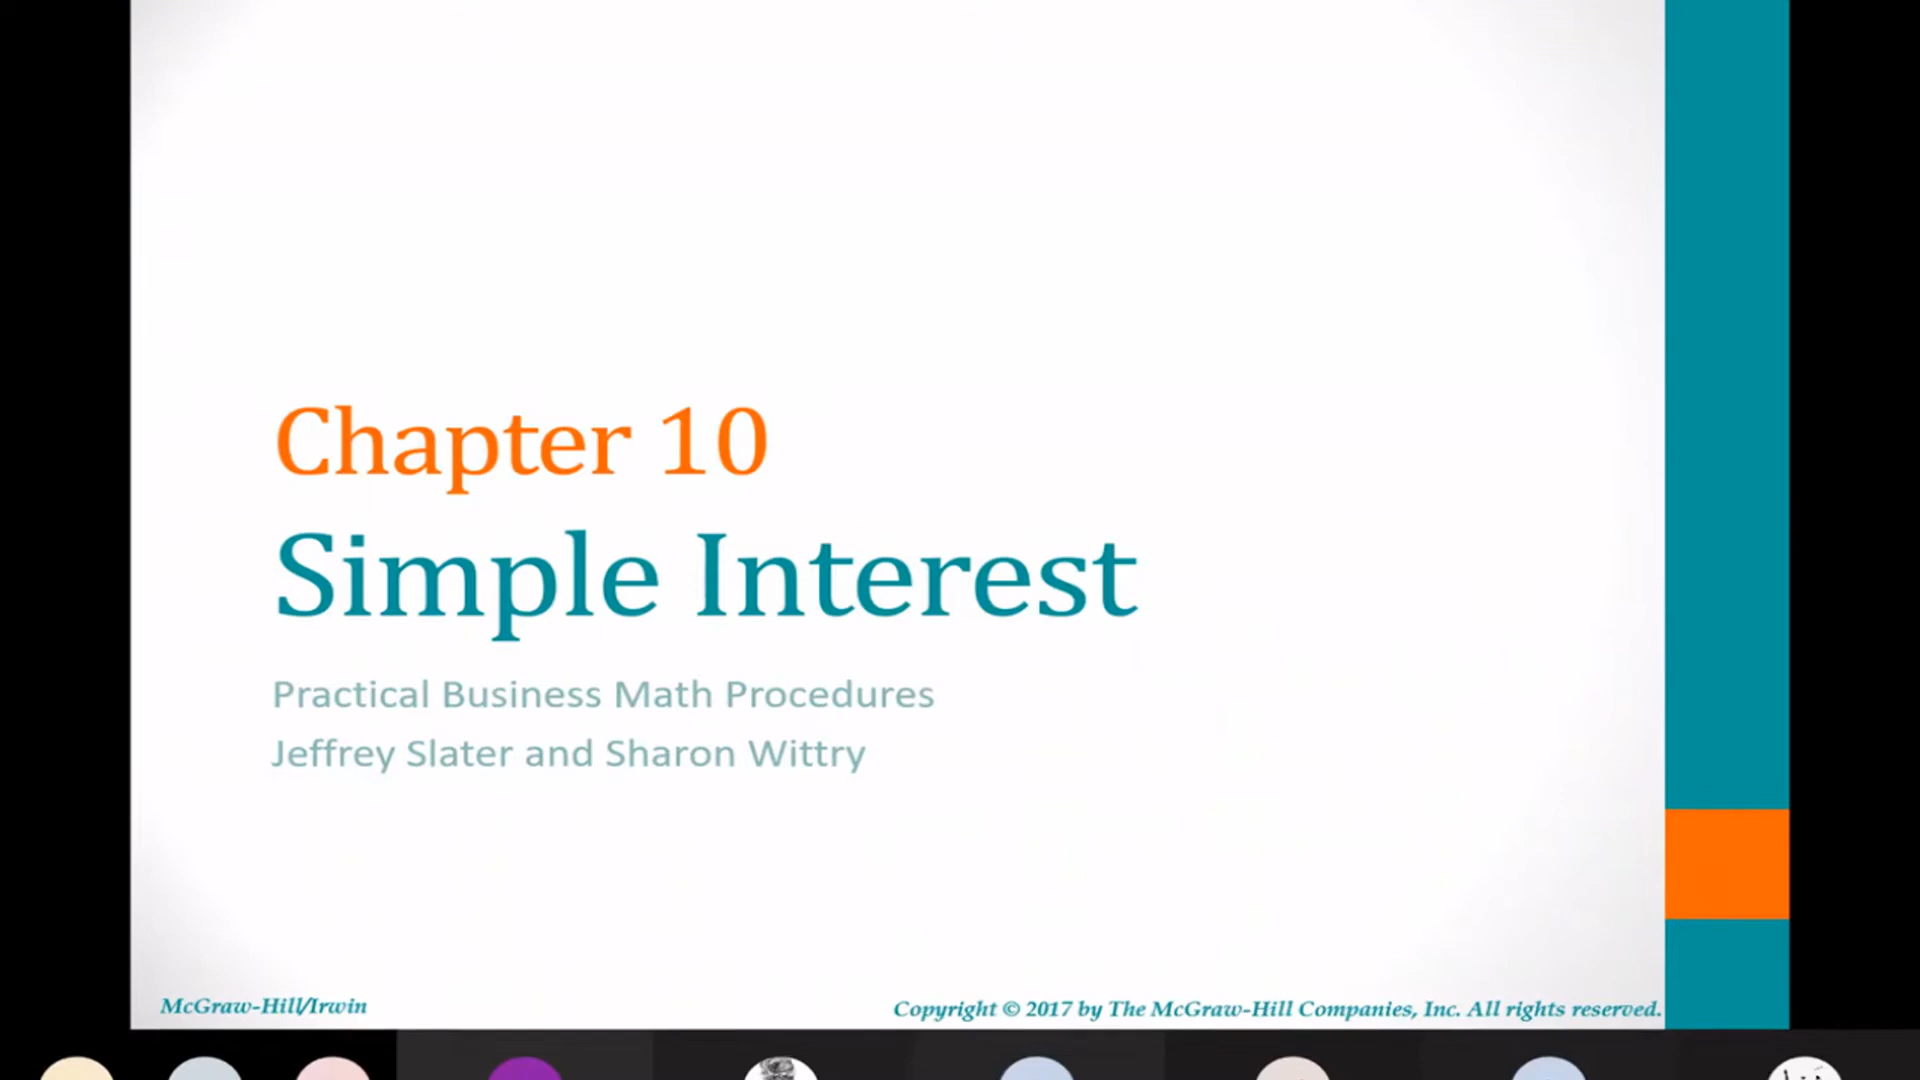 Chapter 10
Simple Interest
Practical Business Math Procedures
Jeffrey Slater and Sharon Wittry
McGraw-Hill/Irwin
Copyright © 2017 by The McGraw-Hill Companies, Inc. All rights reserved.